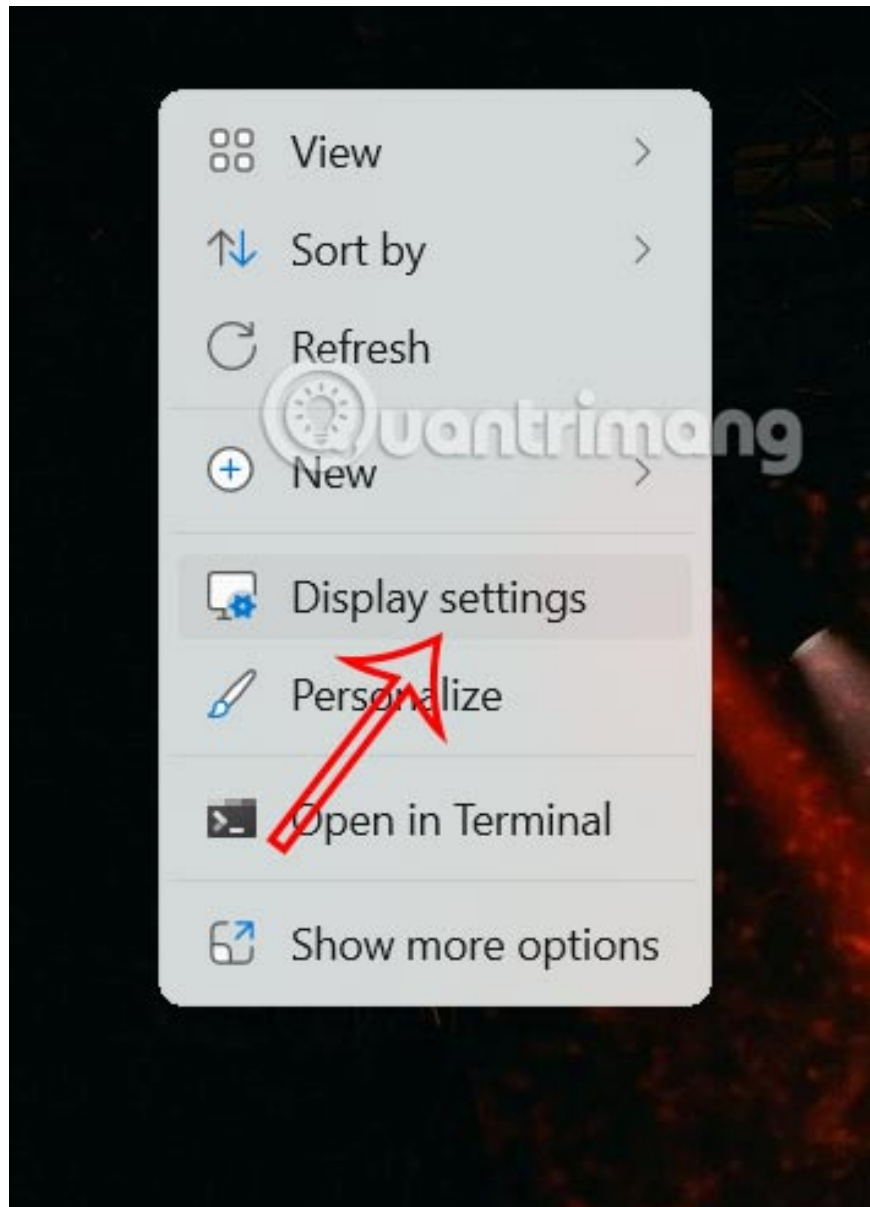 View
Sort by
Refresh
Quantrimang
New
Display settings
Personalize
Open in Terminal
Show more options